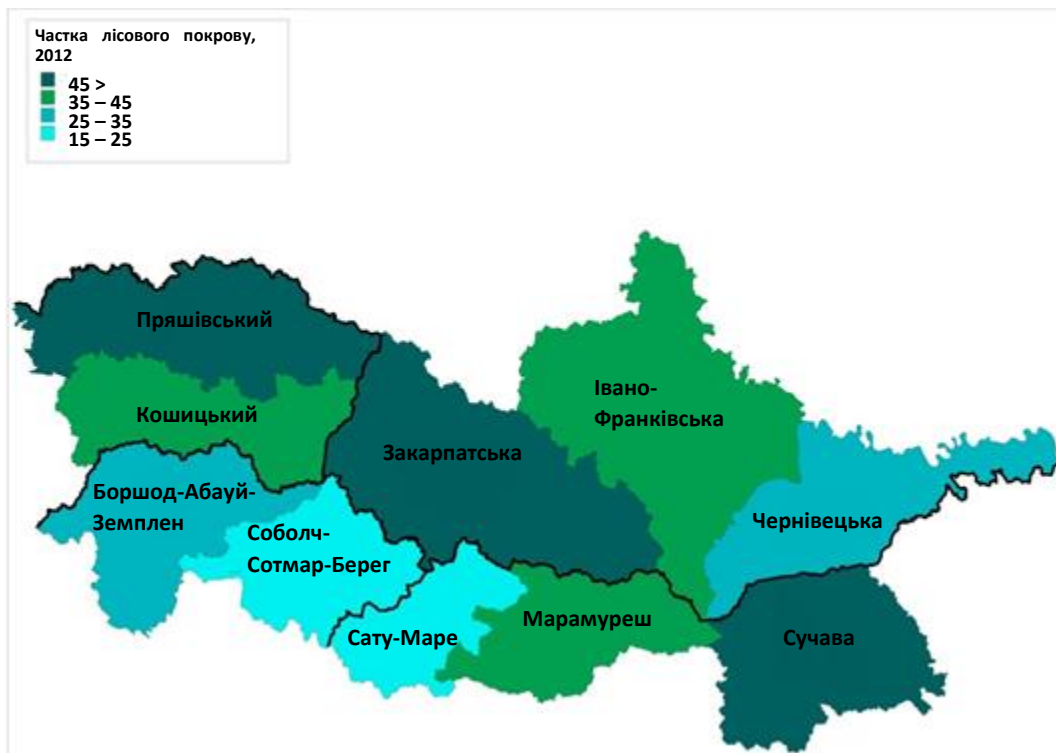 Частка лісового покрову,
2012
45 >
35 – 45
25 – 35
15 – 25
Пряшівський
Кошицький
Івано-
Франківська
Закарпатська
Боршод-Абауй-
Земплен
Чернівецька
Соболч-
Сотмар-Берег
Сату-Маре
Марамуреш
Сучава